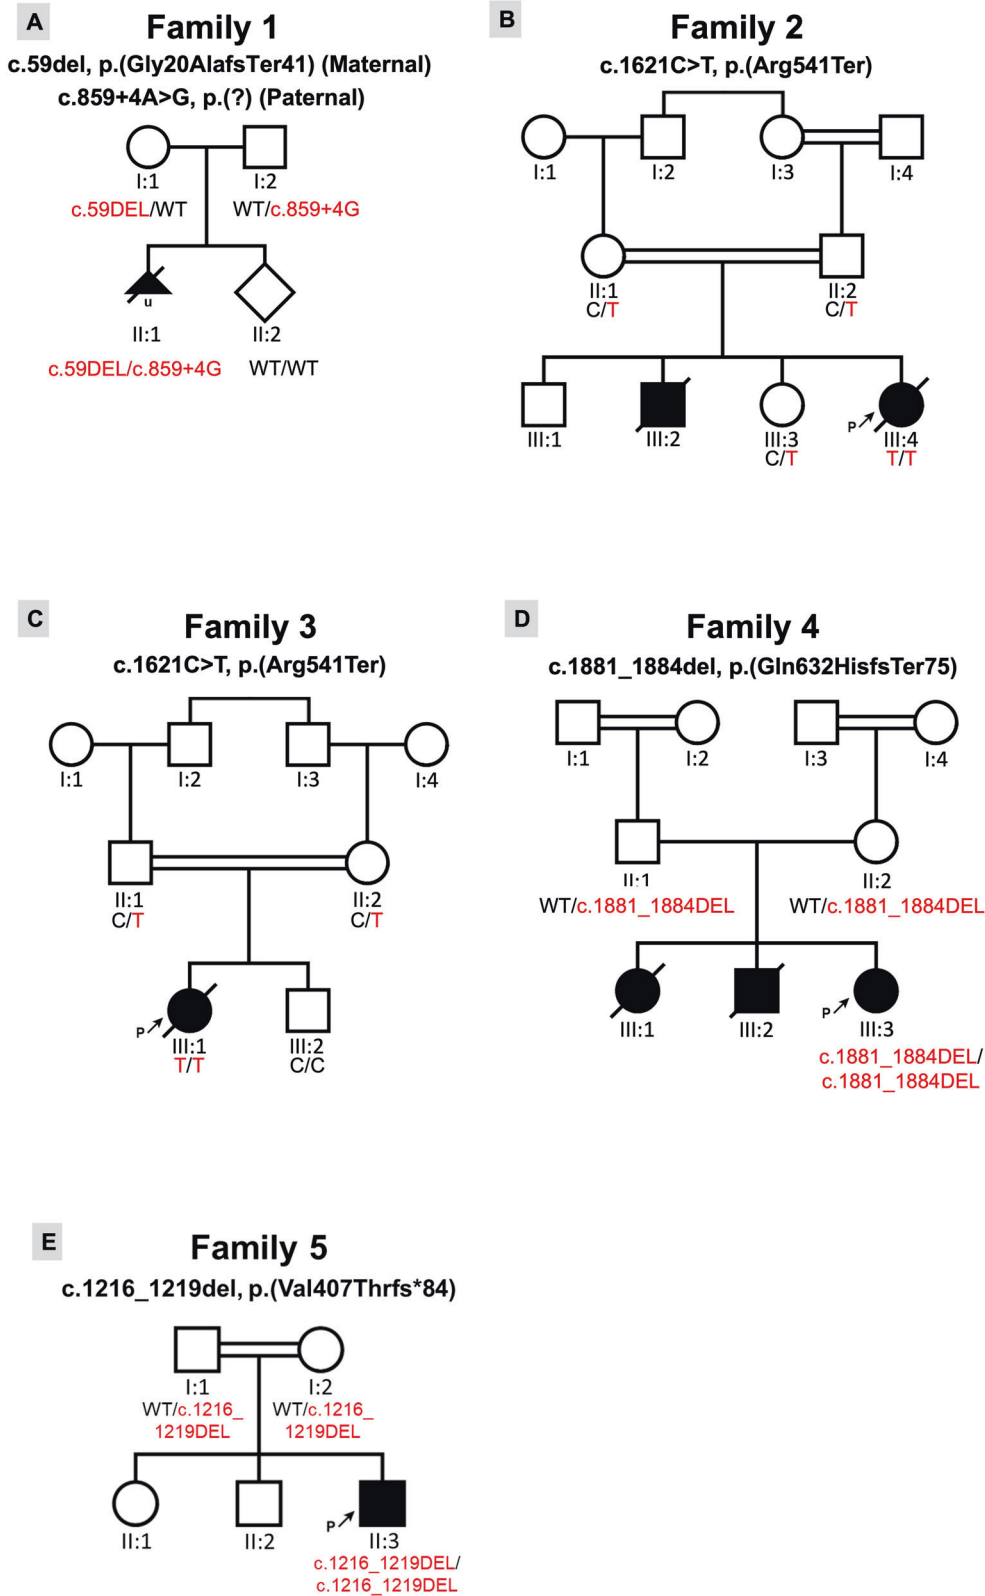 A
Family 1
c.59del, p.(Gly20AlafsTer41) (Maternal)
c.859+4A>G, p.(?) (Paternal)
I:1
I:2
c.59DEL/WT
WT/c.859+4G
u
II:1
II:2
c.59DEL/c.859+4G
WT/WT
B
Family 2
c.1621C>T, p.(Arg541Ter)
I:1
I:2
I:3
I:4
II:1
C/T
II:2
C/T
P
III:1
III:2
III:3
C/T
III:4
T/T
C
Family 3
c.1621C>T, p.(Arg541Ter)
I:1
I:2
I:3
I:4
II:1
C/T
II:2
C/T
P
III:1
T/T
III:2
C/C
D
Family 4
c.1881_1884del, p.(Gln632HisfsTer75)
I:1
I:2
I:3
I:4
II:1
II:2
WT/c.1881_1884DEL
WT/c.1881_1884DEL
P
III:1
III:2
III:3
c.1881_1884DEL/
c.1881_1884DEL
E
Family 5
c.1216_1219del, p.(Val407Thrfs*84)
I:1
WT/c.1216_
1219DEL
I:2
WT/c.1216_
1219DEL
P
II:1
II:2
II:3
c.1216_1219DEL/
c.1216_1219DEL